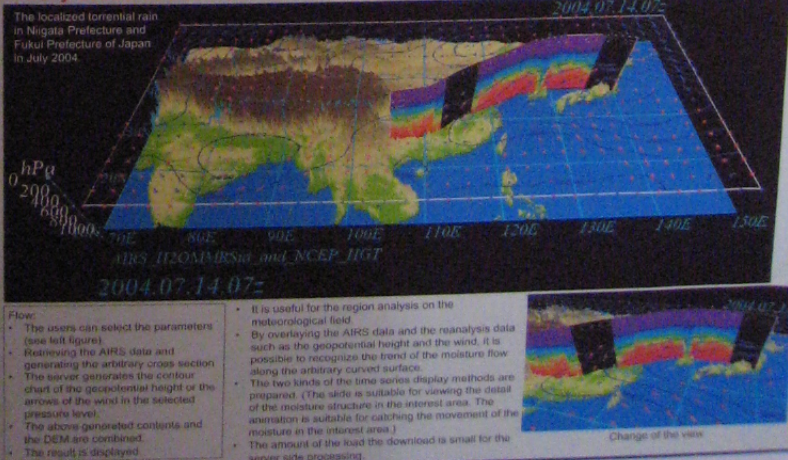 The localized torrential rain
in Niigata Prefecture and
Fukui Prefecture of Japan
in July 2004.
2004.07.14.07z
hPa
0
200
400
600
800
1000
70E
80E
90E
100E
110E
120E
130E
140E
150E
AIRS_H2OMMRStd_and_NCEP_HGT
2004.07.14.07z
Flow:
• The users can select the parameters
(see left figure).
• Retrieving the AIRS data and
generating the arbitrary cross section
• The server generates the contour
chart of the geopotential height or the
arrows of the wind in the selected
pressure level.
• The above generated contents and
the DEM are combined.
• The result is displayed.
• It is useful for the region analysis on the
meteorological field.
• By overlaying the AIRS data and the reanalysis data
such as the geopotential height and the wind, it is
possible to recognize the trend of the moisture flow
along the arbitrary curved surface.
• The two kinds of the time series display methods are
prepared. (The slide is suitable for viewing the detail
of the moisture structure in the interest area. The
animation is suitable for catching the movement of the
moisture in the interest area.)
• The amount of the load the download is small for the
server side processing.
2004.07.1
Change of the view